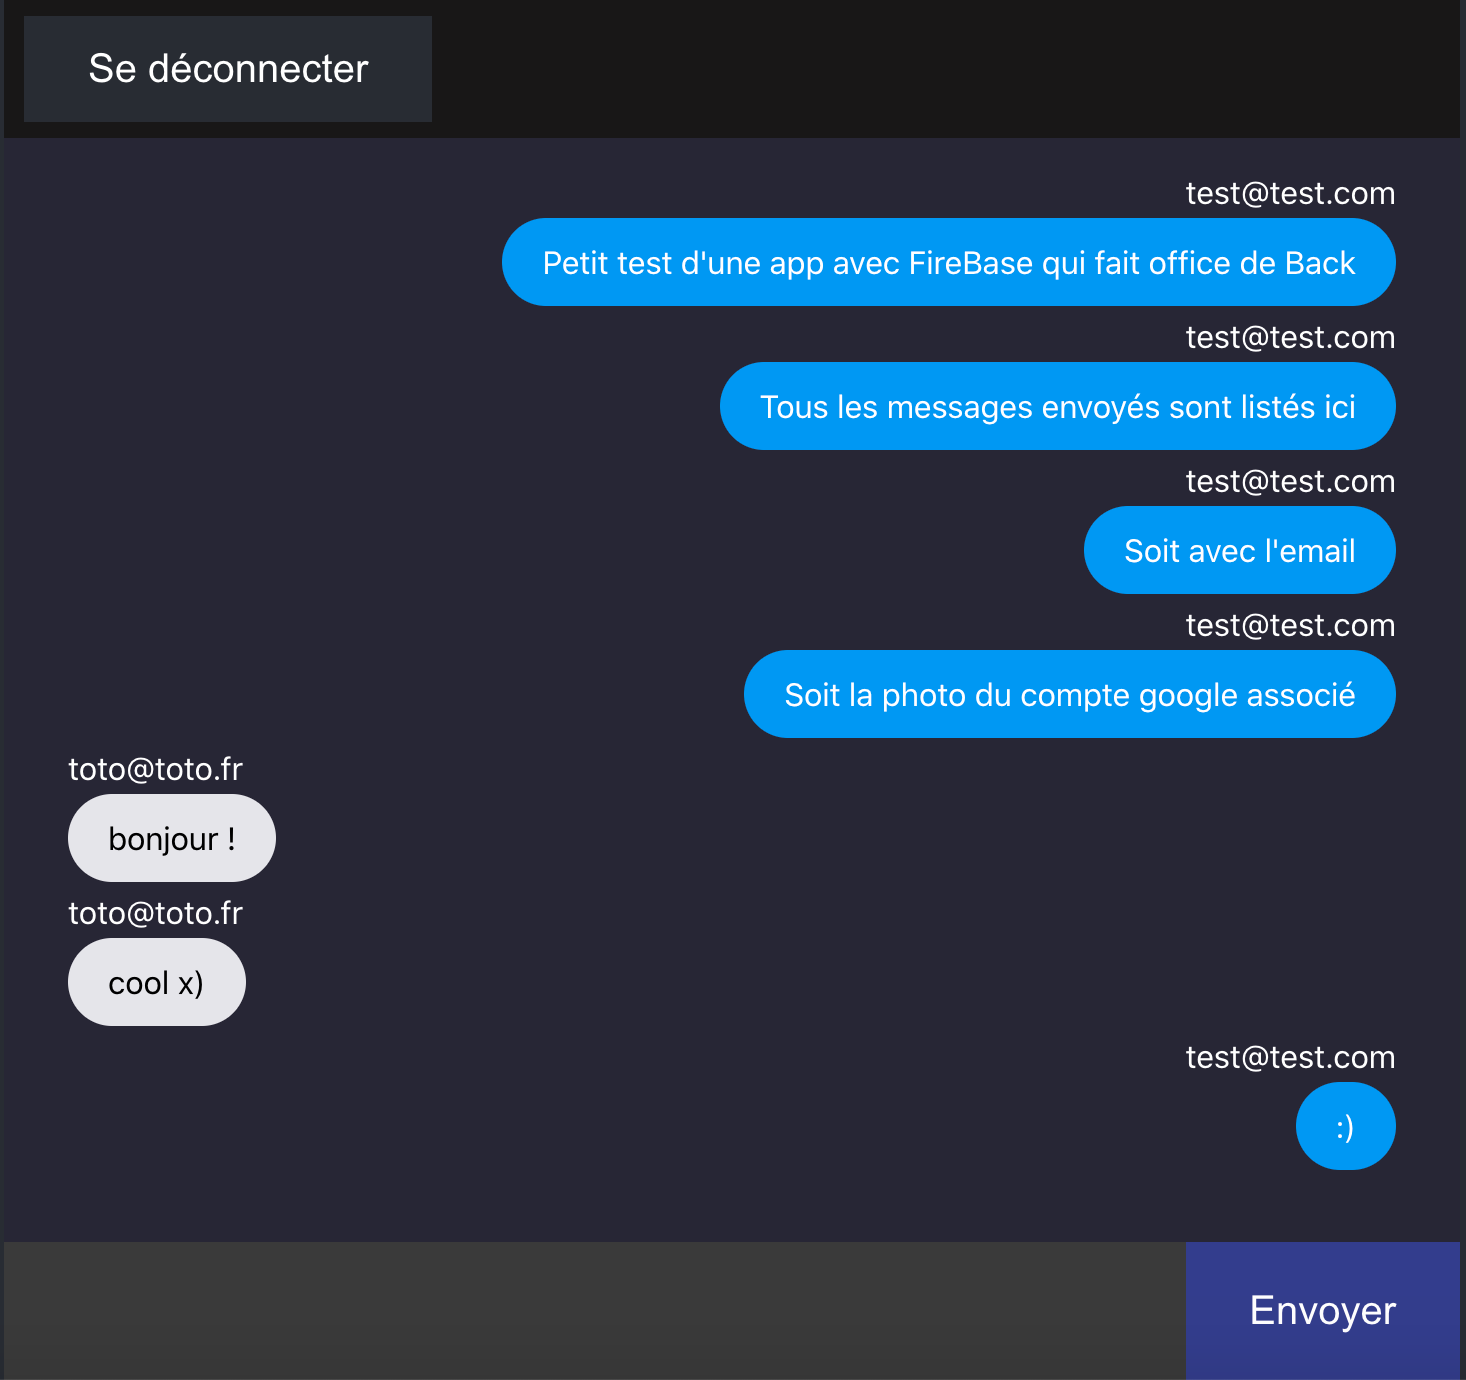 Se déconnecter
test@test.com
Petit test d'une app avec FireBase qui fait office de Back
test@test.com
Tous les messages envoyés sont listés ici
test@test.com
Soit avec l'email
test@test.com
Soit la photo du compte google associé
toto@toto.fr
bonjour !
toto@toto.fr
cool x)
test@test.com
:)
Envoyer